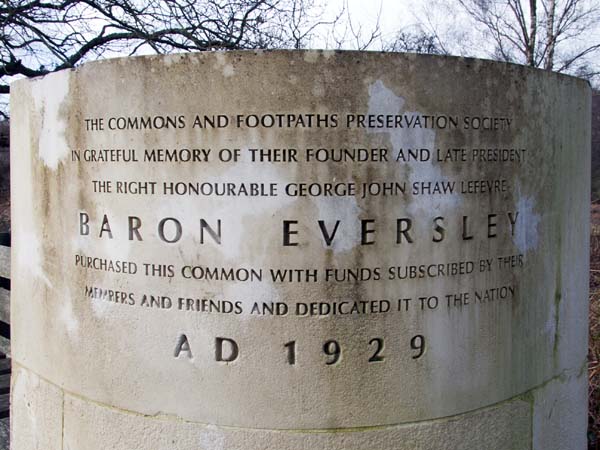 THE COMMONS AND FOOTPATHS PRESERVATION SOCIETY
IN GRATEFUL MEMORY OF THEIR FOUNDER AND LATE PRESIDENT
THE RIGHT HONOURABLE GEORGE JOHN SHAW LEFEVRE
BARON EVERSLEY
PURCHASED THIS COMMON WITH FUNDS SUBSCRIBED BY THEIR
MEMBERS AND FRIENDS AND DEDICATED IT TO THE NATION
AD 1929